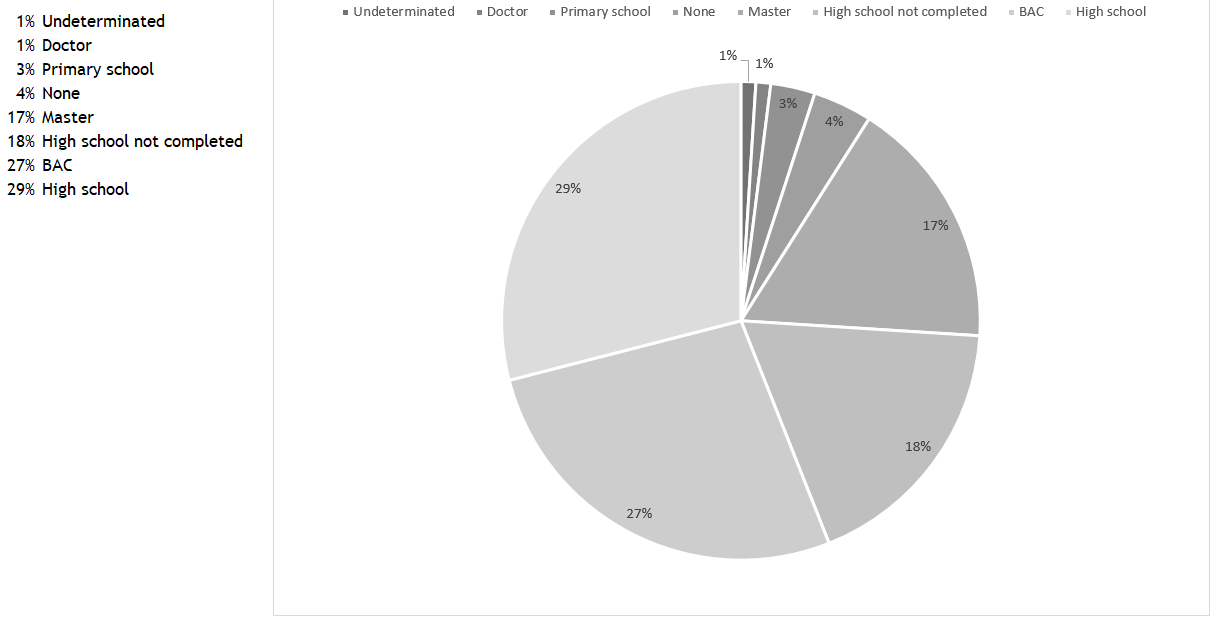 1% Undeterminated
1% Doctor
3% Primary school
4% None
17% Master
18% High school not completed
27% BAC
29% High school
Undeterminated Doctor Primary school None Master High school not completed BAC High school
1%
1%
3%
4%
17%
18%
27%
29%